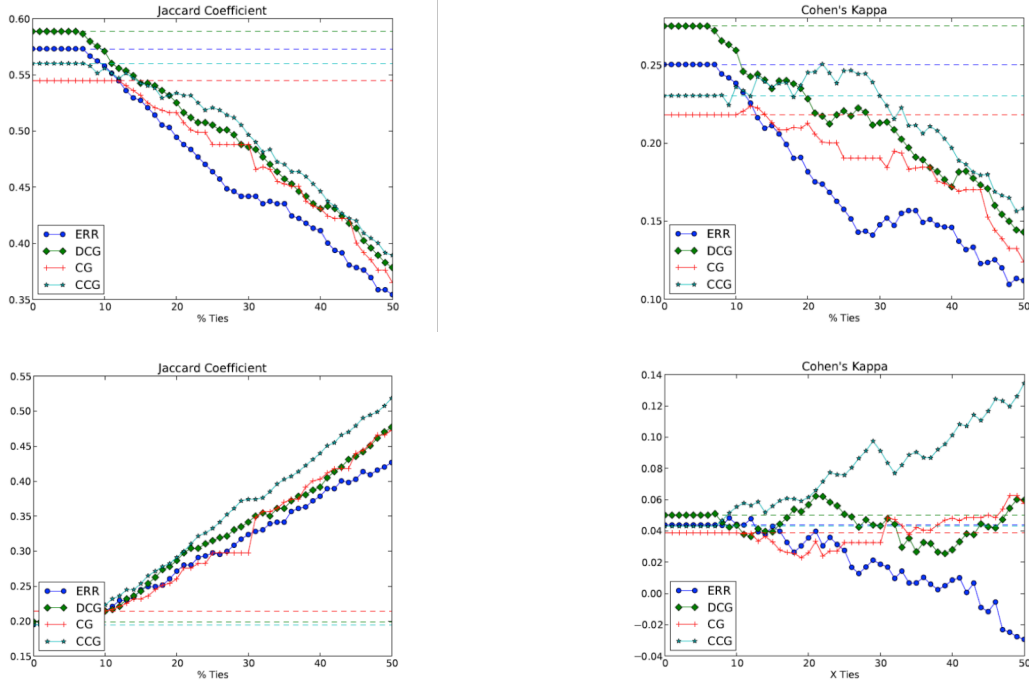 Jaccard Coefficient
0.60
0.55
0.50
0.45
0.40
0.35
ERR
DCG
CG
CCG
0 10 20 30 40 50
% Ties
Cohen's Kappa
0.25
0.20
0.15
0.10
ERR
DCG
CG
CCG
0 10 20 30 40 50
% Ties
Jaccard Coefficient
0.55
0.50
0.45
0.40
0.35
0.30
0.25
0.20
0.15
ERR
DCG
CG
CCG
0 10 20 30 40 50
% Ties
Cohen's Kappa
0.14
0.12
0.10
0.08
0.06
0.04
0.02
0.00
−0.02
−0.04
ERR
DCG
CG
CCG
0 10 20 30 40 50
X Ties